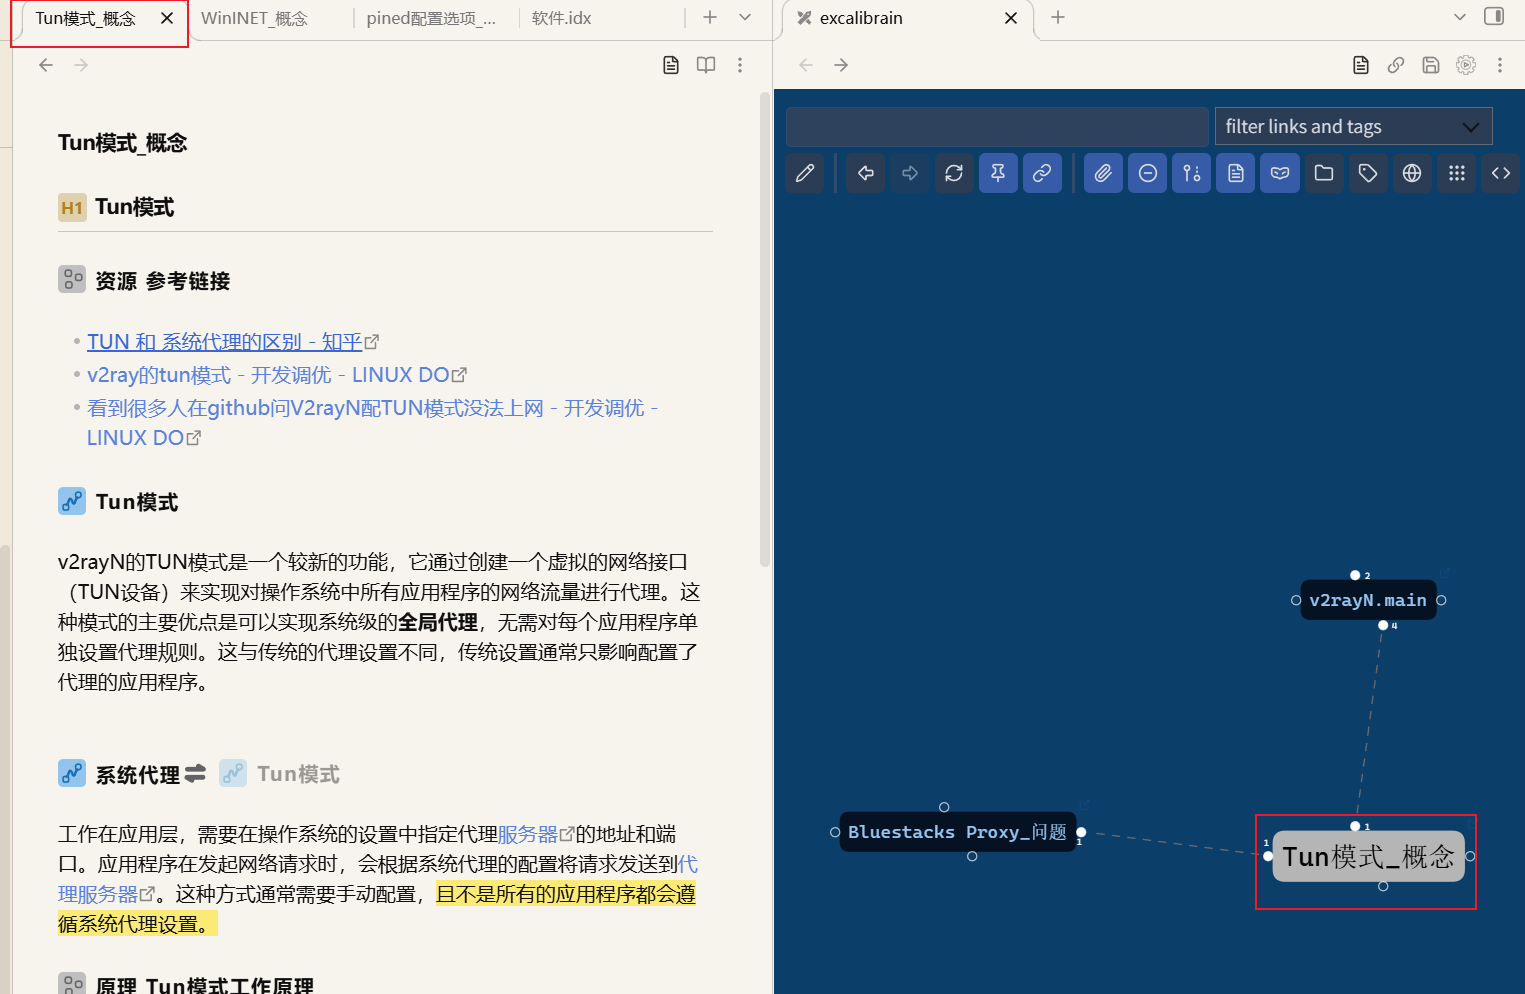 Tun模式_概念
WinINET_概念
pined配置选项_...
软件.idx
excalibrain
Tun模式_概念
H1 Tun模式
资源 参考链接
TUN 和 系统代理的区别 - 知乎
v2ray的tun模式 - 开发调优 - LINUX DO
看到很多人在github问V2rayN配TUN模式没法上网 - 开发调优 -
LINUX DO
Tun模式
v2rayN的TUN模式是一个较新的功能，它通过创建一个虚拟的网络接口
（TUN设备）来实现对操作系统中所有应用程序的网络流量进行代理。这
种模式的主要优点是可以实现系统级的全局代理，无需对每个应用程序单
独设置代理规则。这与传统的代理设置不同，传统设置通常只影响配置了
代理的应用程序。
系统代理 Tun模式
工作在应用层，需要在操作系统的设置中指定代理服务器的地址和端
口。应用程序在发起网络请求时，会根据系统代理的配置将请求发送到代
理服务器。这种方式通常需要手动配置，且不是所有的应用程序都会遵
循系统代理设置。
原理 Tun模式工作原理
filter links and tags
2
v2rayN.main
4
Bluestacks Proxy_问题
1
1
1
Tun模式_概念